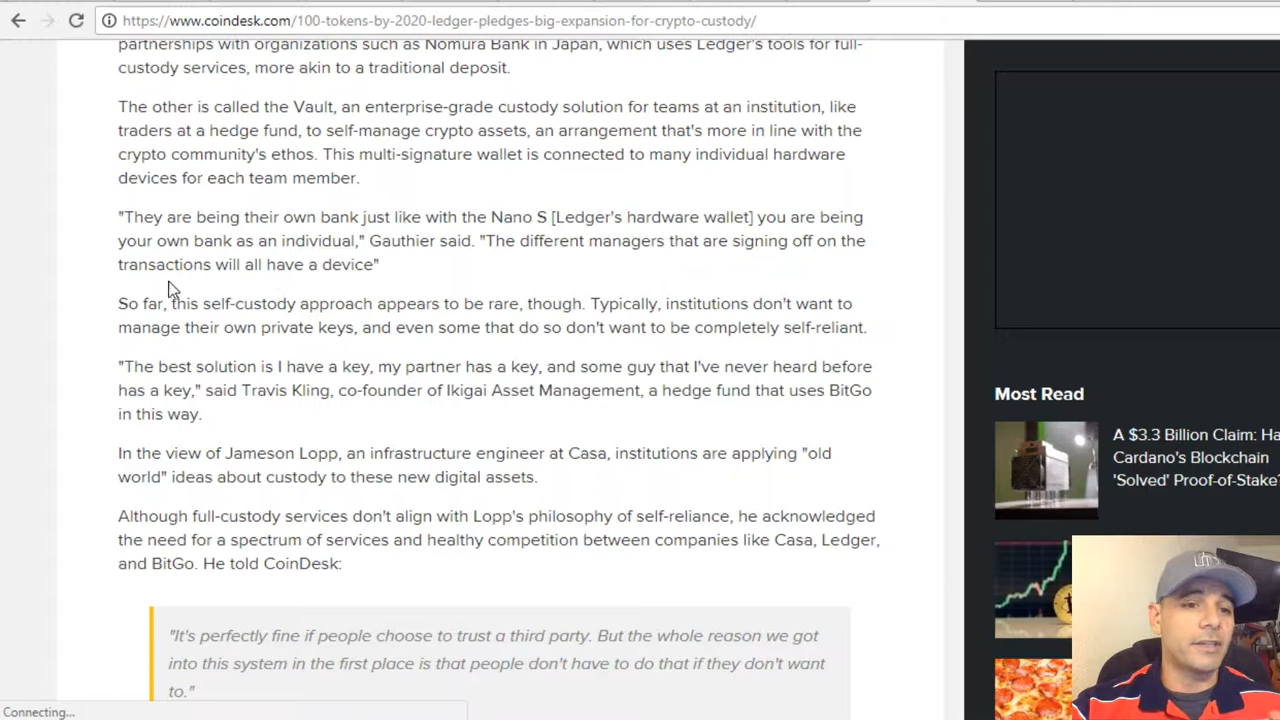 https://www.coindesk.com/100-tokens-by-2020-ledger-pledges-big-expansion-for-crypto-custody/
partnerships with organizations such as Nomura Bank in Japan, which uses Ledger's tools for full-
custody services, more akin to a traditional deposit.
The other is called the Vault, an enterprise-grade custody solution for teams at an institution, like
traders at a hedge fund, to self-manage crypto assets, an arrangement that's more in line with the
crypto community's ethos. This multi-signature wallet is connected to many individual hardware
devices for each team member.
"They are being their own bank just like with the Nano S [Ledger's hardware wallet] you are being
your own bank as an individual," Gauthier said. "The different managers that are signing off on the
transactions will all have a device"
So far, this self-custody approach appears to be rare, though. Typically, institutions don't want to
manage their own private keys, and even some that do so don't want to be completely self-reliant.
"The best solution is I have a key, my partner has a key, and some guy that I've never heard before
has a key," said Travis Kling, co-founder of Ikigai Asset Management, a hedge fund that uses BitGo
in this way.
In the view of Jameson Lopp, an infrastructure engineer at Casa, institutions are applying "old
world" ideas about custody to these new digital assets.
Although full-custody services don't align with Lopp's philosophy of self-reliance, he acknowledged
the need for a spectrum of services and healthy competition between companies like Casa, Ledger,
and BitGo. He told CoinDesk:
"It's perfectly fine if people choose to trust a third party. But the whole reason we got
into this system in the first place is that people don't have to do that if they don't want
to."
Most Read
A $3.3 Billion Claim: Ha
Cardano's Blockchain
'Solved' Proof-of-Stake?
Connecting...